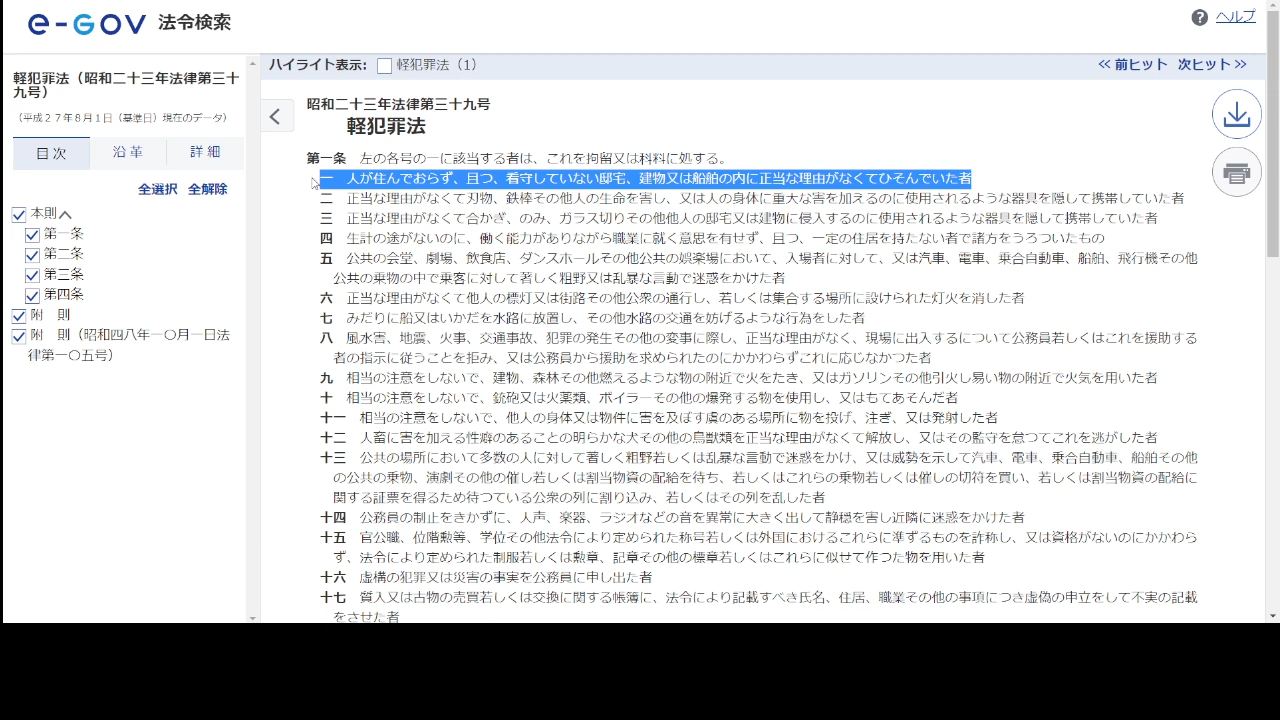 e-GOV 法令検索
? ヘルプ
軽犯罪法（昭和二十三年法律第三十
九号）
（平成２７年８月１日（基準日）現在のデータ）
目次 沿革 詳細
全選択 全解除
本則
第一条
第二条
第三条
第四条
附　則
附　則（昭和四八年一〇月一日法
律第一〇五号）
ハイライト表示: 軽犯罪法（1） << 前ヒット 次ヒット >>
昭和二十三年法律第三十九号
軽犯罪法
第一条　左の各号の一に該当する者は、これを拘留又は科料に処する。
一　人が住んでおらず、且つ、看守していない邸宅、建物又は船舶の内に正当な理由がなくてひそんでいた者
二　正当な理由がなくて刃物、鉄棒その他人の生命を害し、又は人の身体に重大な害を加えるのに使用されるような器具を隠して携帯していた者
三　正当な理由がなくて合かぎ、のみ、ガラス切りその他他人の邸宅又は建物に侵入するのに使用されるような器具を隠して携帯していた者
四　生計の途がないのに、働く能力がありながら職業に就く意思を有せず、且つ、一定の住居を持たない者で諸方をうろついたもの
五　公共の会堂、劇場、飲食店、ダンスホールその他公共の娯楽場において、入場者に対して、又は汽車、電車、乗合自動車、船舶、飛行機その他
公共の乗物の中で乗客に対して著しく粗野又は乱暴な言動で迷惑をかけた者
六　正当な理由がなくて他人の標灯又は街路その他公衆の通行し、若しくは集合する場所に設けられた灯火を消した者
七　みだりに船又はいかだを水路に放置し、その他水路の交通を妨げるような行為をした者
八　風水害、地震、火事、交通事故、犯罪の発生その他の変事に際し、正当な理由がなく、現場に出入するについて公務員若しくはこれを援助する
者の指示に従うことを拒み、又は公務員から援助を求められたのにかかわらずこれに応じなかつた者
九　相当の注意をしないで、建物、森林その他燃えるような物の附近で火をたき、又はガソリンその他引火し易い物の附近で火気を用いた者
十　相当の注意をしないで、銃砲又は火薬類、ボイラーその他の爆発する物を使用し、又はもてあそんだ者
十一　相当の注意をしないで、他人の身体又は物件に害を及ぼす虞のある場所に物を投げ、注ぎ、又は発射した者
十二　人畜に害を加える性癖のあることの明らかな犬その他の鳥獣類を正当な理由がなくて解放し、又はその監守を怠つてこれを逃がした者
十三　公共の場所において多数の人に対して著しく粗野若しくは乱暴な言動で迷惑をかけ、又は威勢を示して汽車、電車、乗合自動車、船舶その他
の公共の乗物、演劇その他の催し若しくは割当物資の配給を待ち、若しくはこれらの乗物若しくは催しの切符を買い、若しくは割当物資の配給に
関する証票を得るため待つている公衆の列に割り込み、若しくはその列を乱した者
十四　公務員の制止をきかずに、人声、楽器、ラジオなどの音を異常に大きく出して静穏を害し近隣に迷惑をかけた者
十五　官公職、位階勲等、学位その他法令により定められた称号若しくは外国におけるこれらに準ずるものを詐称し、又は資格がないのにかかわら
ず、法令により定められた制服若しくは勲章、記章その他の標章若しくはこれらに似せて作つた物を用いた者
十六　虚構の犯罪又は災害の事実を公務員に申し出た者
十七　質入又は古物の売買若しくは交換に関する帳簿に、法令により記載すべき氏名、住居、職業その他の事項につき虚偽の申立をして不実の記載
をさせた者